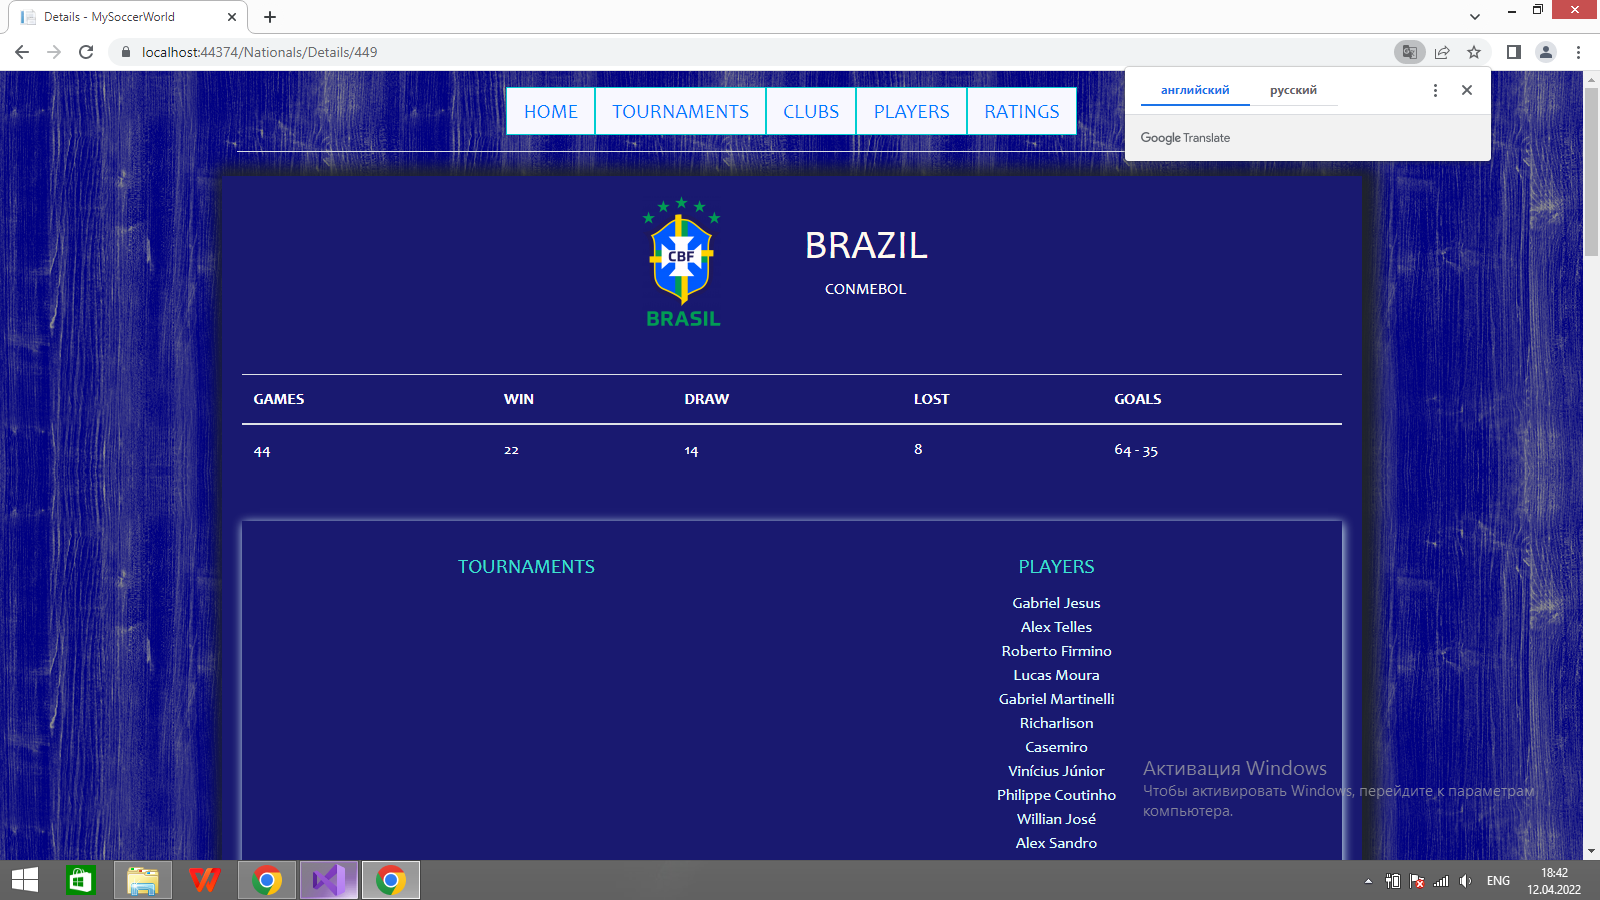 Details - MySoccerWorld
localhost:44374/Nationals/Details/449
английский русский
Google Translate
HOME TOURNAMENTS CLUBS PLAYERS RATINGS
CBF
BRASIL
BRAZIL
CONMEBOL
GAMES WIN DRAW LOST GOALS
44 22 14 8 64 - 35
TOURNAMENTS
PLAYERS
Gabriel Jesus
Alex Telles
Roberto Firmino
Lucas Moura
Gabriel Martinelli
Richarlison
Casemiro
Vinícius Júnior
Philippe Coutinho
Willian José
Alex Sandro
Активация Windows
Чтобы активировать Windows, перейдите к параметрам
компьютера.
ENG
18:42
12.04.2022